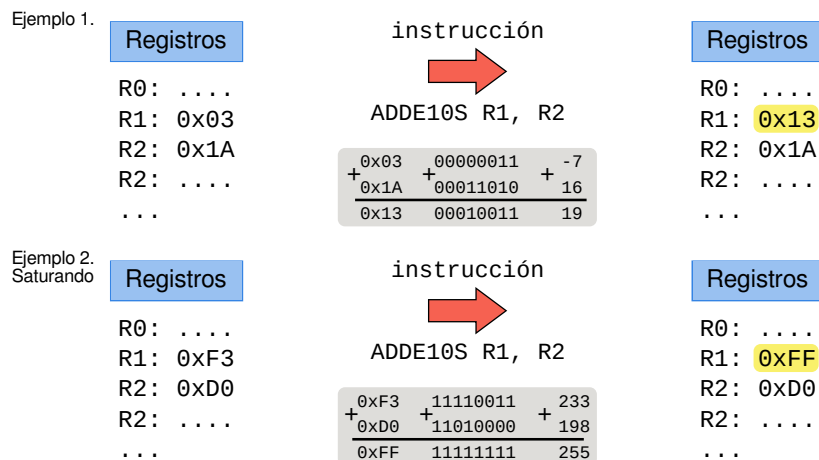 Ejemplo 1.
Registros
R0: ....
R1: 0x03
R2: 0x1A
R2: ....
...
instrucción
ADDE10S R1, R2
0x03 00000011 -7
+ + +
0x1A 00011010 16
0x13 00010011 19
Registros
R0: ....
R1: 0x13
R2: 0x1A
R2: ....
...
Ejemplo 2.
Saturando
Registros
R0: ....
R1: 0xF3
R2: 0xD0
R2: ....
...
instrucción
ADDE10S R1, R2
0xF3 11110011 233
+ + +
0xD0 11010000 198
0xFF 11111111 255
Registros
R0: ....
R1: 0xFF
R2: 0xD0
R2: ....
...